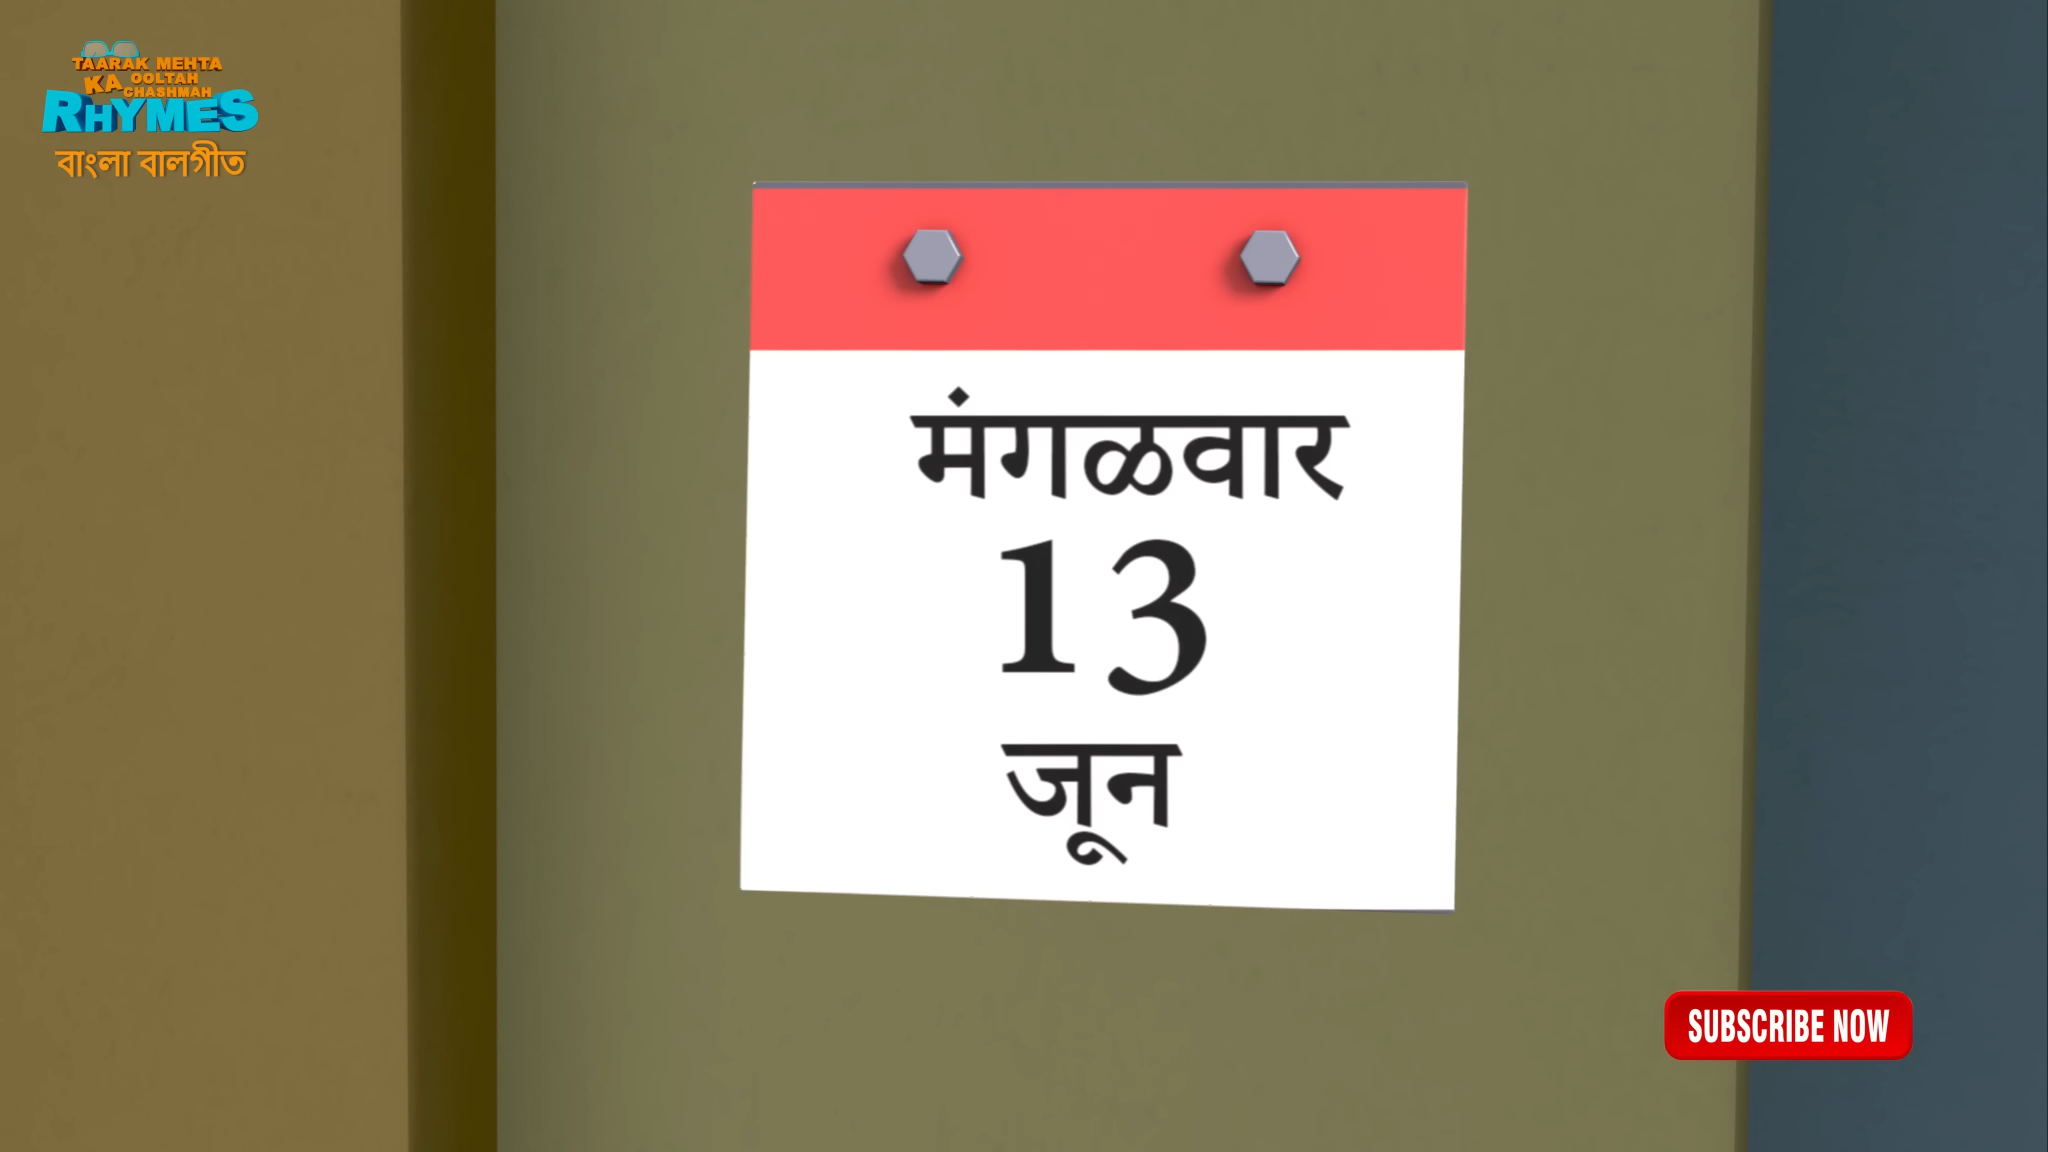 TAARAK MEHTA
KA OOLTAH
CHASHMAH
RHYMES
বাংলা বালগীত
मंगळवार
13
जून
SUBSCRIBE NOW